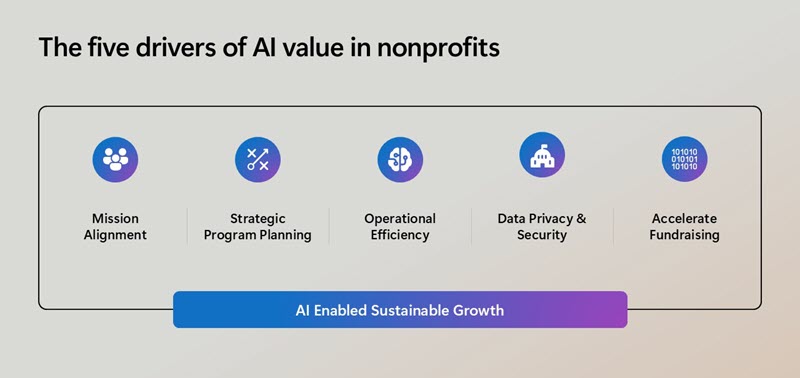 The five drivers of AI value in nonprofits
101010
010101
101010
Mission
Alignment
Strategic
Program Planning
Operational
Efficiency
Data Privacy &
Security
Accelerate
Fundraising
AI Enabled Sustainable Growth